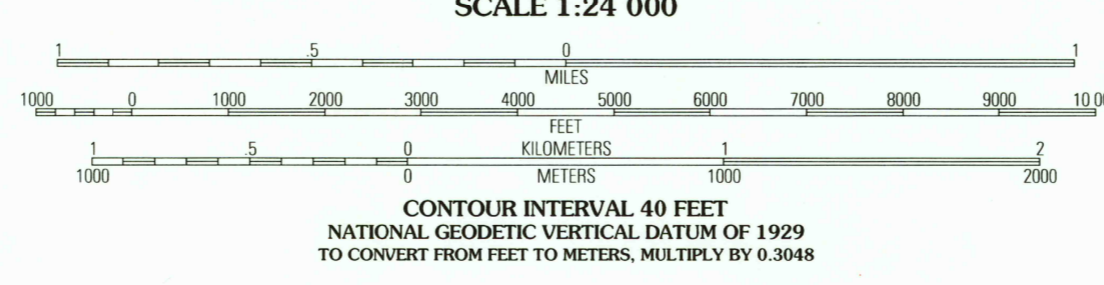 SCALE 1:24 000
1 .5 0 1
MILES
1000 0 1000 2000 3000 4000 5000 6000 7000 8000 9000 10 00
FEET
1 .5 0 KILOMETERS 1 2
1000 0 METERS 1000 2000
CONTOUR INTERVAL 40 FEET
NATIONAL GEODETIC VERTICAL DATUM OF 1929
TO CONVERT FROM FEET TO METERS, MULTIPLY BY 0.3048